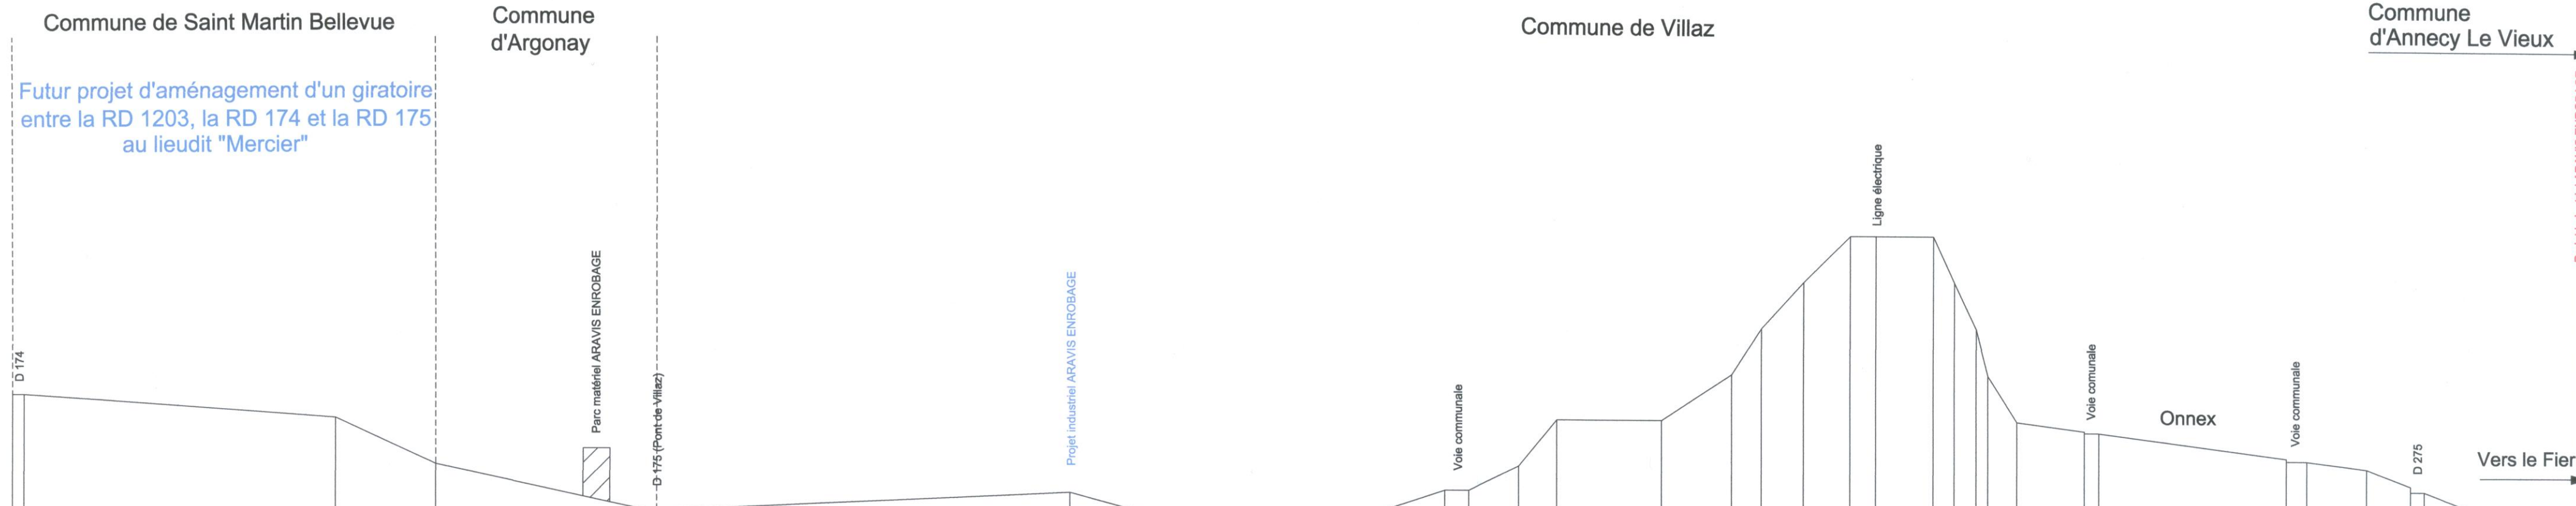 Commune de Saint Martin Bellevue
Commune
d'Argonay
Commune de Villaz
Commune
d'Annecy Le Vieux
Futur projet d'aménagement d'un giratoire
entre la RD 1203, la RD 174 et la RD 175
au lieudit "Mercier"
D 174
Parc matériel ARAVIS ENROBAGE
D 175 (Pont de Villaz)
Projet industriel ARAVIS ENROBAGE
Voie communale
Ligne électrique
Voie comunale
Onnex
Voie communale
D 275
Vers le Fier